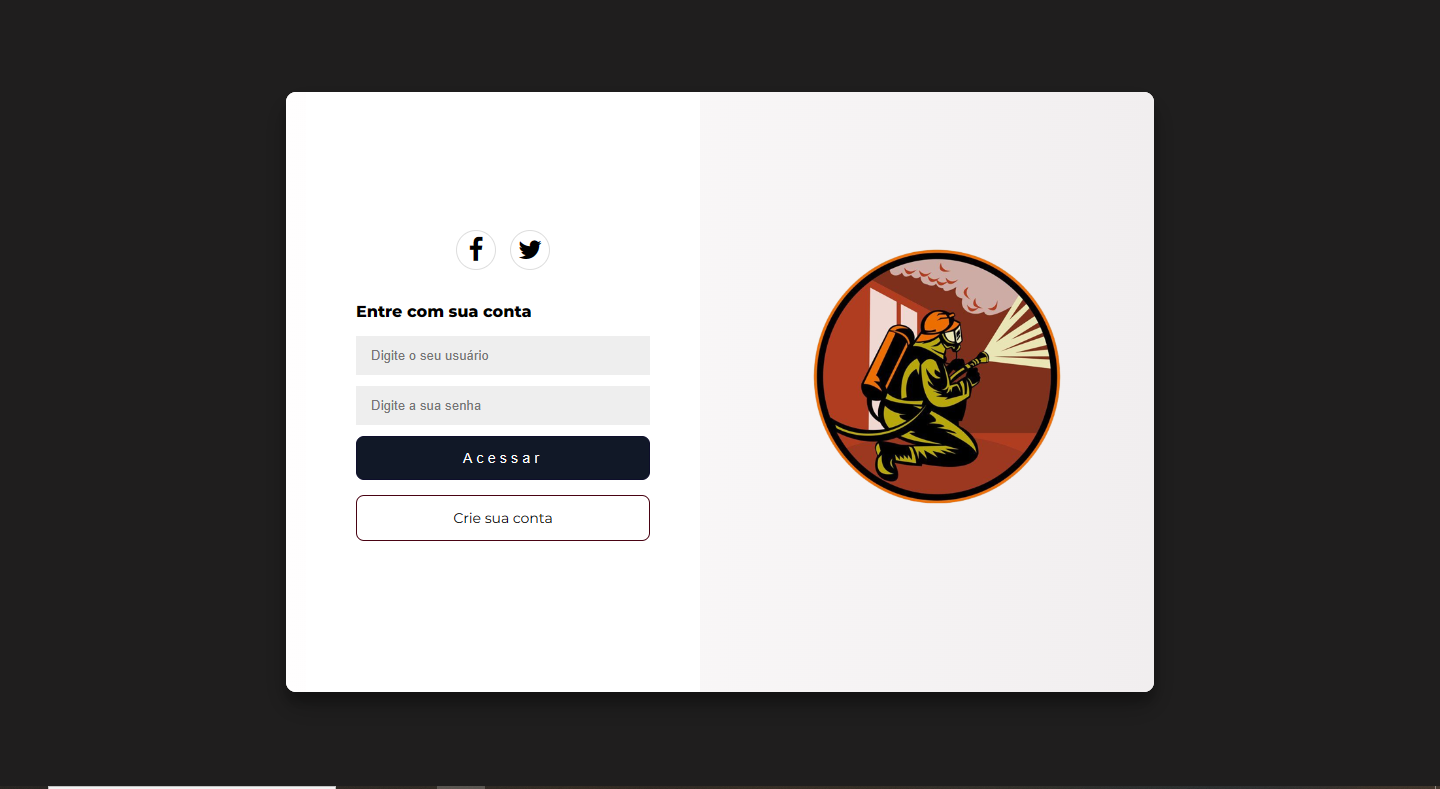 Entre com sua conta
Digite o seu usuário
Digite a sua senha
Acessar
Crie sua conta